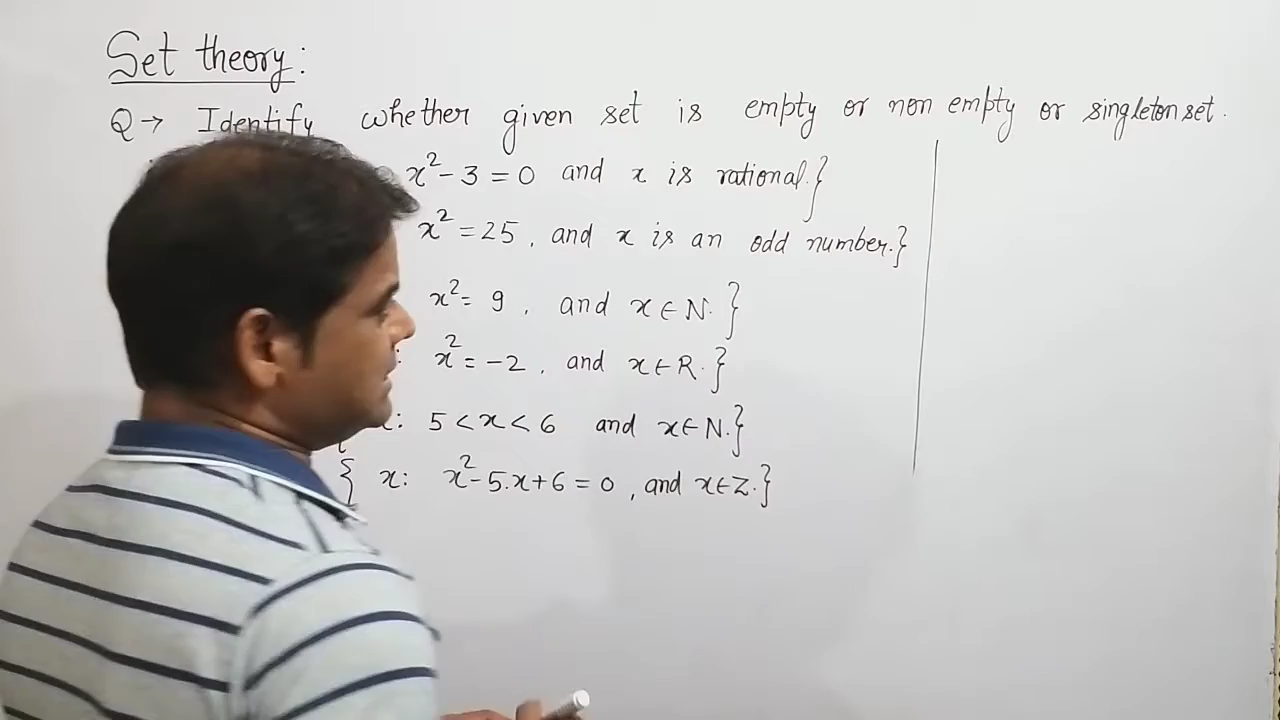 Set theory:
Q → Identify whether given set is empty or non empty or singleton set.
x² - 3 = 0 and x is rational.}
x² = 25, and x is an odd number.}
x² = 9, and x ∈ N.}
: x² = -2, and x ∈ R.}
x: 5 < x < 6 and x ∈ N.}
{ x: x² - 5.x + 6 = 0, and x ∈ Z.}